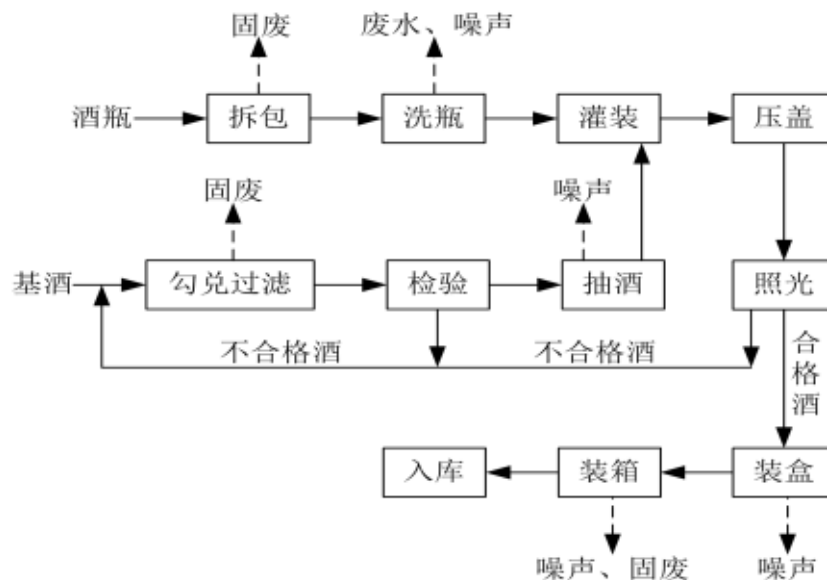 固废
废水、噪声
酒瓶
拆包
洗瓶
灌装
压盖
固废
噪声
基酒
勾兑过滤
检验
抽酒
照光
不合格酒
不合格酒
合格酒
入库
装箱
装盒
噪声、固废
噪声